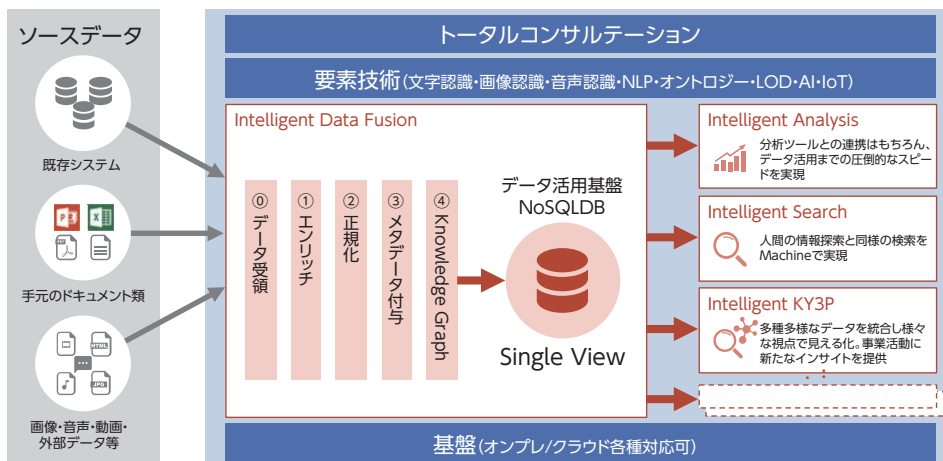 ソースデータ
既存システム
手元のドキュメント類
画像・音声・動画・
外部データ等
トータルコンサルテーション
要素技術(文字認識・画像認識・音声認識・NLP・オントロジー・LOD・AI・IoT)
Intelligent Data Fusion
⓪データ受領
①エンリッチ
②正規化
③メタデータ付与
④Knowledge Graph
データ活用基盤
NoSQLDB
Single View
Intelligent Analysis
分析ツールとの連携はもちろん、
データ活用までの圧倒的なスピー
ドを実現
Intelligent Search
人間の情報探索と同様の検索を
Machineで実現
Intelligent KY3P
多種多様なデータを統合し様々
な視点で見える化。事業活動に
新たなインサイトを提供
基盤(オンプレ/クラウド各種対応可)